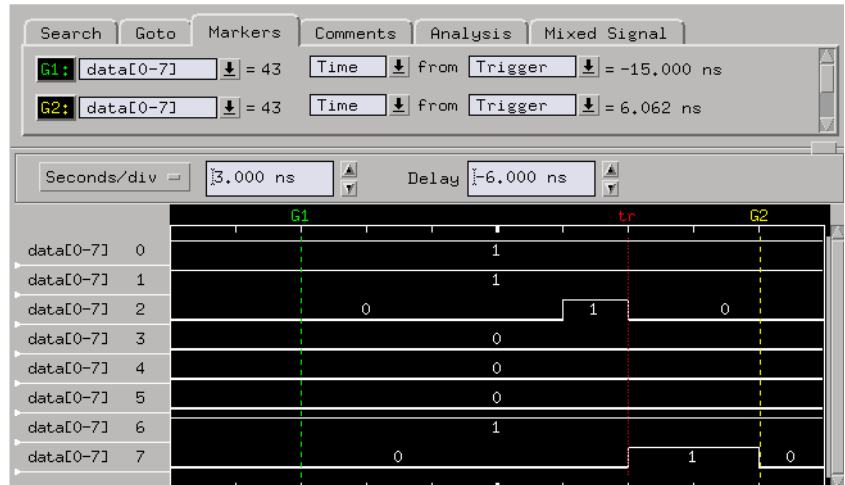 Search Goto Markers Comments Analysis Mixed Signal
G1: data[0-7] = 43 Time from Trigger = -15.000 ns
G2: data[0-7] = 43 Time from Trigger = 6.062 ns
Seconds/div 3.000 ns Delay -6.000 ns
G1 tr G2
data[0-7] 0 1
data[0-7] 1 1
data[0-7] 2 0 1 0
data[0-7] 3 0
data[0-7] 4 0
data[0-7] 5 0
data[0-7] 6 1
data[0-7] 7 0 1 0